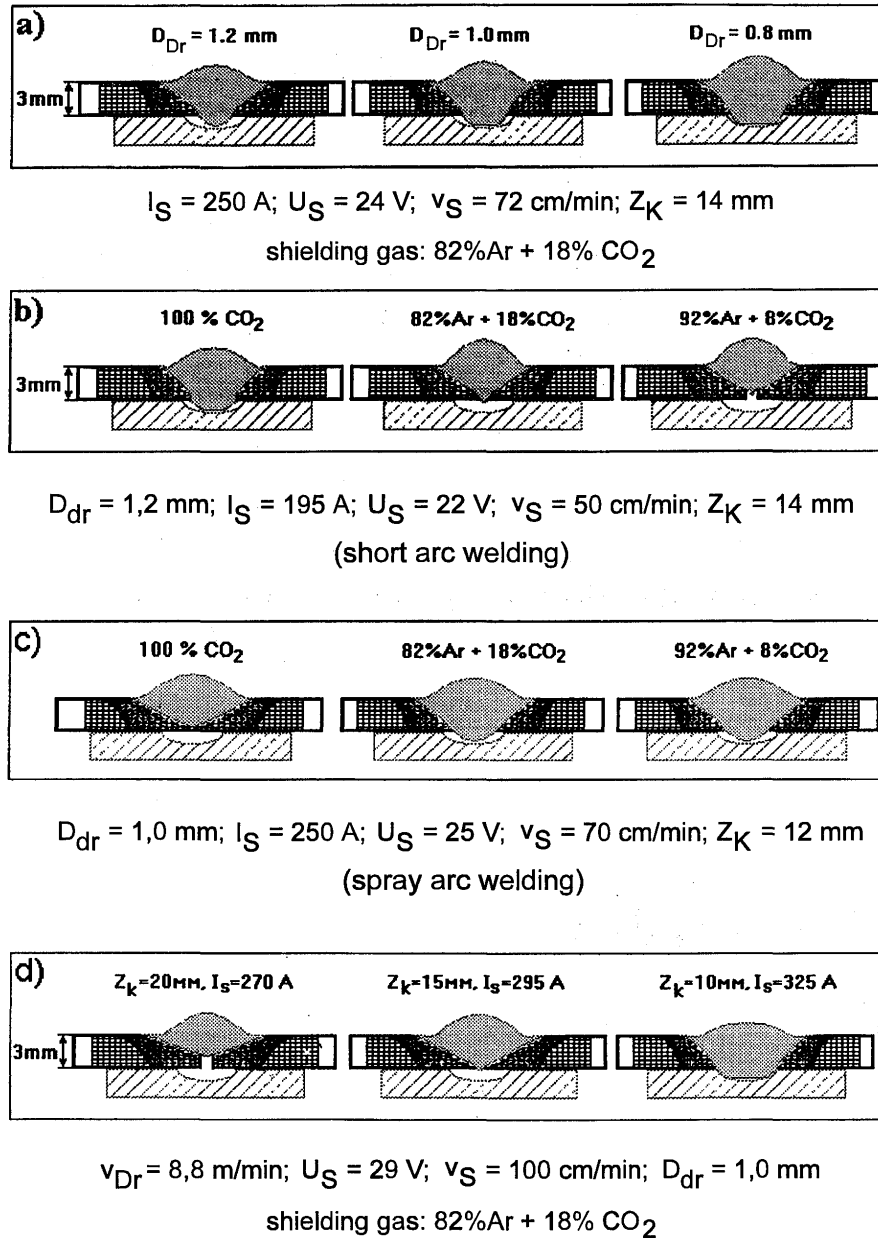 a)
D_Dr = 1.2 mm D_Dr = 1.0 mm D_Dr = 0.8 mm
3mm
I_S = 250 A; U_S = 24 V; v_S = 72 cm/min; Z_K = 14 mm
shielding gas: 82%Ar + 18% CO₂
b)
100 % CO₂ 82%Ar + 18%CO₂ 92%Ar + 8%CO₂
3mm
D_dr = 1,2 mm; I_S = 195 A; U_S = 22 V; v_S = 50 cm/min; Z_K = 14 mm
(short arc welding)
c)
100 % CO₂ 82%Ar + 18%CO₂ 92%Ar + 8%CO₂
D_dr = 1,0 mm; I_S = 250 A; U_S = 25 V; v_S = 70 cm/min; Z_K = 12 mm
(spray arc welding)
d)
Z_k=20мм, I_s=270 A Z_k=15мм, I_s=295 A Z_k=10мм, I_s=325 A
3mm
v_Dr = 8,8 m/min; U_S = 29 V; v_S = 100 cm/min; D_dr = 1,0 mm
shielding gas: 82%Ar + 18% CO₂